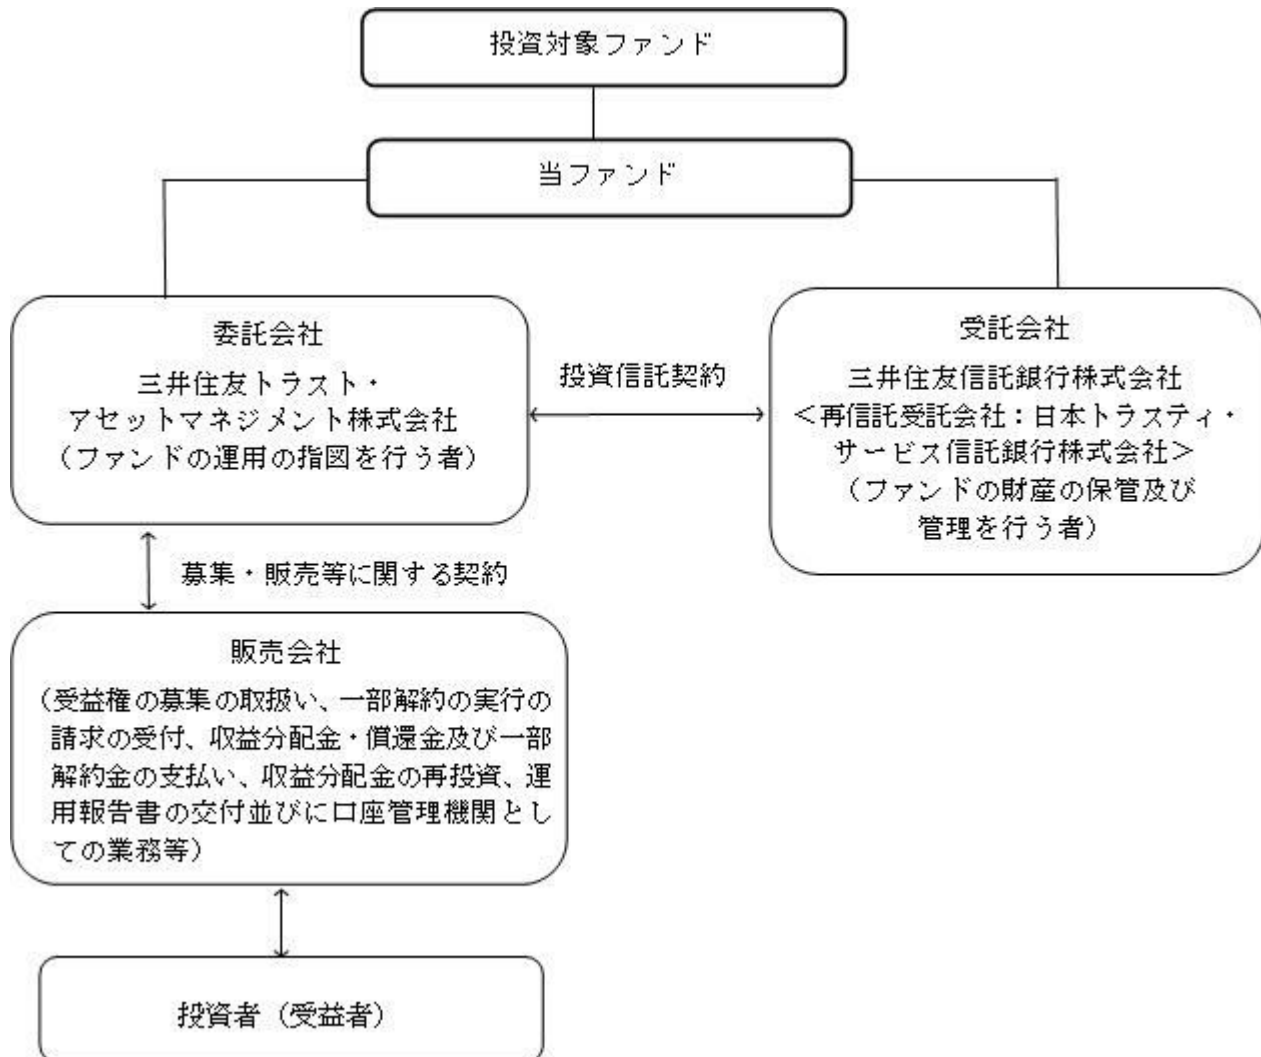 投資対象ファンド
当ファンド
委託会社
三井住友トラスト・
アセットマネジメント株式会社
（ファンドの運用の指図を行う者）
投資信託契約
受託会社
三井住友信託銀行株式会社
＜再信託受託会社：日本トラスティ・
サービス信託銀行株式会社＞
（ファンドの財産の保管及び
管理を行う者）
募集・販売等に関する契約
販売会社
（受益権の募集の取扱い、一部解約の実行の
請求の受付、収益分配金・償還金及び一部
解約金の支払い、収益分配金の再投資、運
用報告書の交付並びに口座管理機関とし
ての業務等）
投資者（受益者）